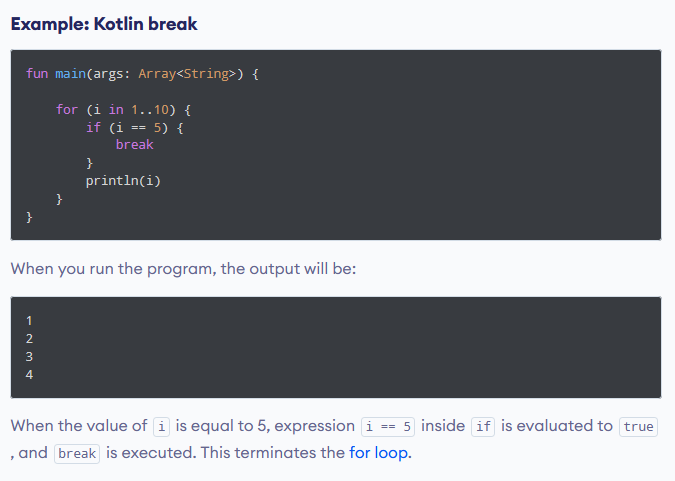 Example: Kotlin break
fun main(args: Array<String>) {
    for (i in 1..10) {
        if (i == 5) {
            break
        }
        println(i)
    }
}
When you run the program, the output will be:
1
2
3
4
When the value of i is equal to 5, expression i == 5 inside if is evaluated to true
, and break is executed. This terminates the for loop.